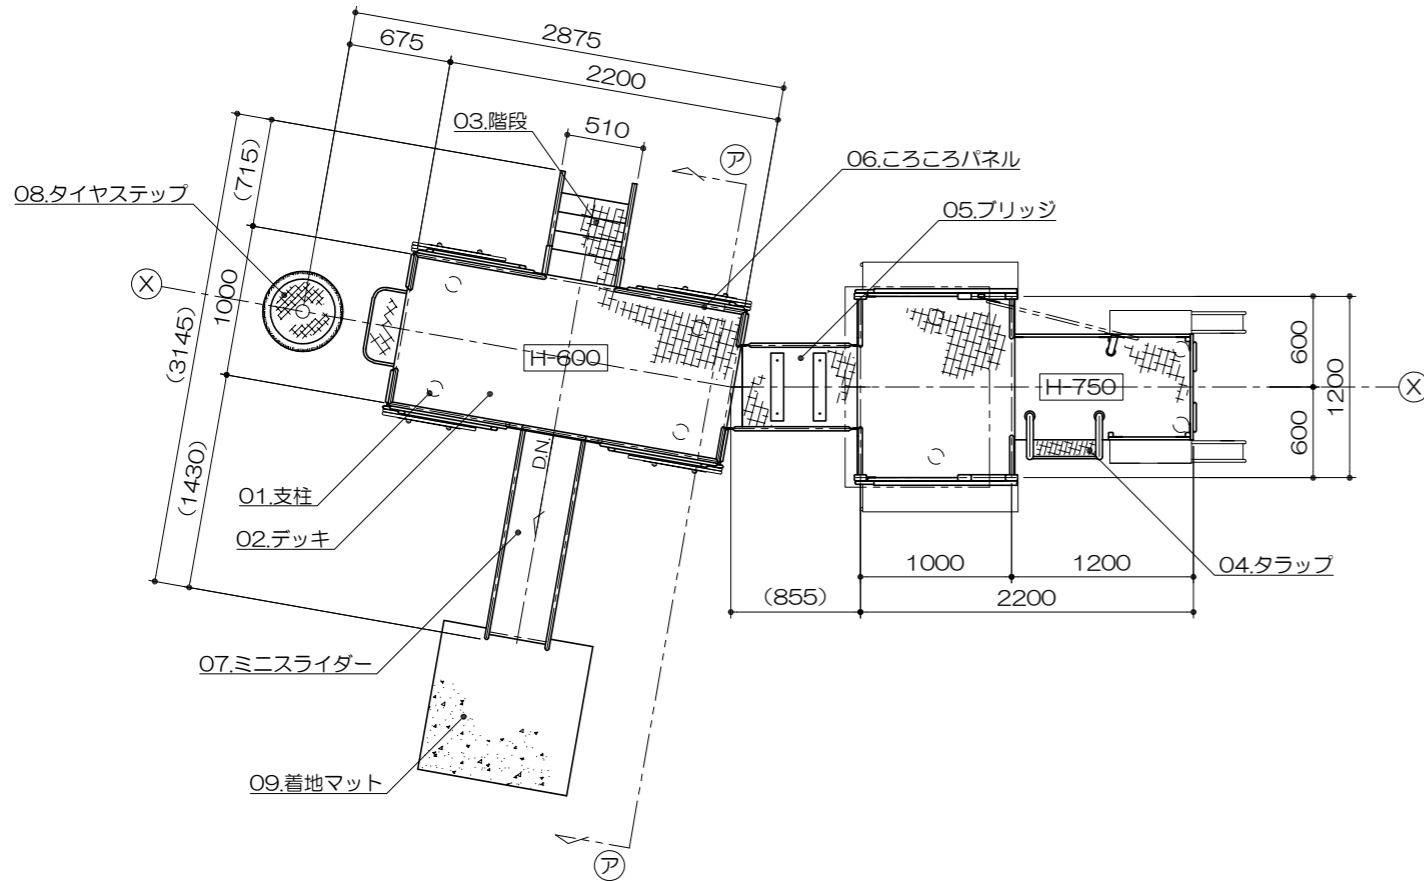 2875
675
2200
03.階段
510
ア
06.ころころパネル
(715)
08.タイヤステップ
05.ブリッジ
X
1000
(3145)
H-600
H-750
600
1200
X
600
(1430)
D.N.
01.支柱
02.デッキ
1000
1200
04.タラップ
(855)
2200
07.ミニスライダー
09.着地マット
ア